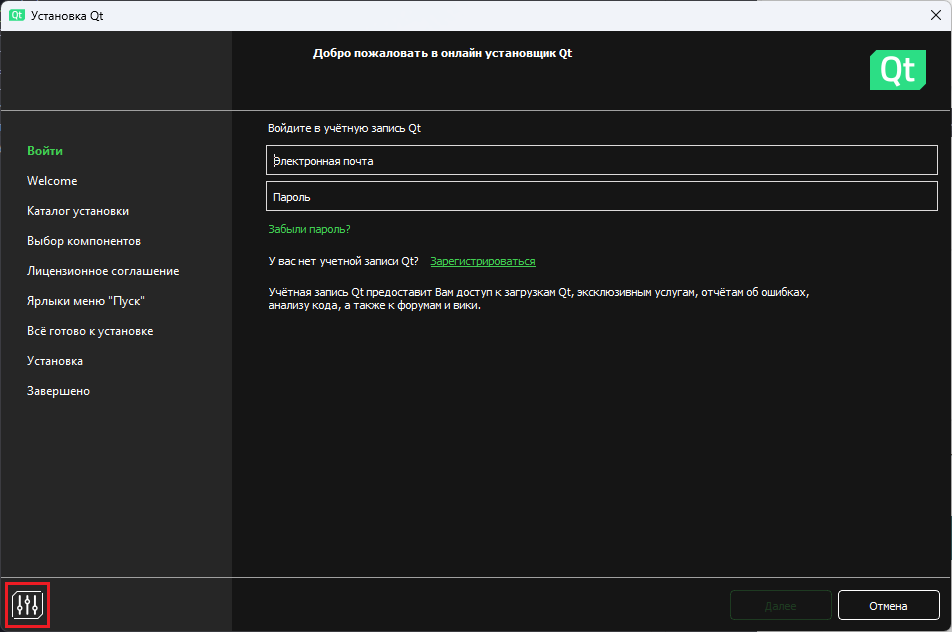 Qt Установка Qt
Добро пожаловать в онлайн установщик Qt
Qt
Войти
Welcome
Каталог установки
Выбор компонентов
Лицензионное соглашение
Ярлыки меню "Пуск"
Всё готово к установке
Установка
Завершено
Войдите в учётную запись Qt
Электронная почта
Пароль
Забыли пароль?
У вас нет учетной записи Qt? Зарегистрироваться
Учётная запись Qt предоставит Вам доступ к загрузкам Qt, эксклюзивным услугам, отчётам об ошибках,
анализу кода, а также к форумам и вики.
Далее
Отмена